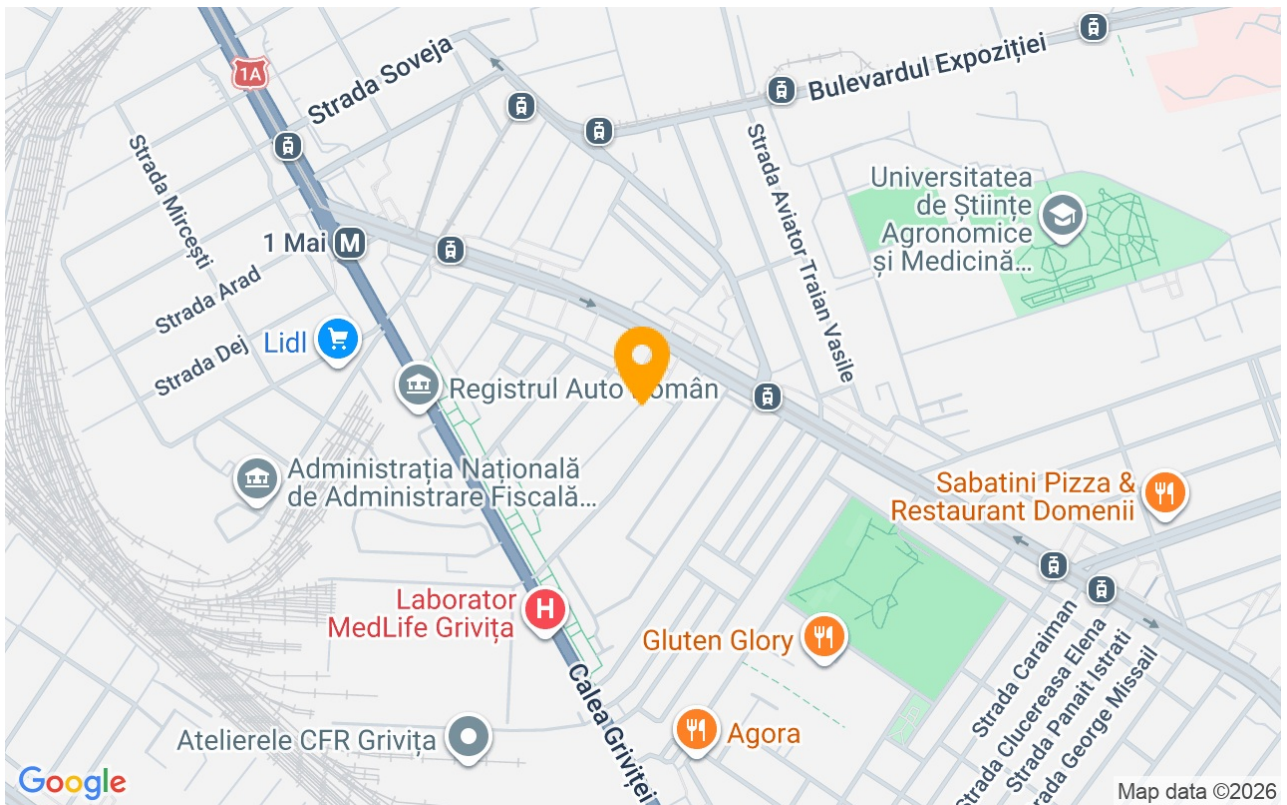 1A
Strada Soveja
Bulevardul Expoziției
Strada Mircești
Strada Aviator Traian Vasile
Universitatea
de Științe
Agronomice
și Medicină...
1 Mai M
Strada Arad
Lidl
Strada Dej
Registrul Auto Român
Administrația Națională
de Administrare Fiscală...
Sabatini Pizza &
Restaurant Domenii
Laborator
MedLife Grivița
H
Gluten Glory
Calea Griviței
Strada Caraiman
Strada Clucereasa Elena
Strada Panait Istrati
rada George Missail
Atelierele CFR Grivița
Agora
Google
Map data ©2026